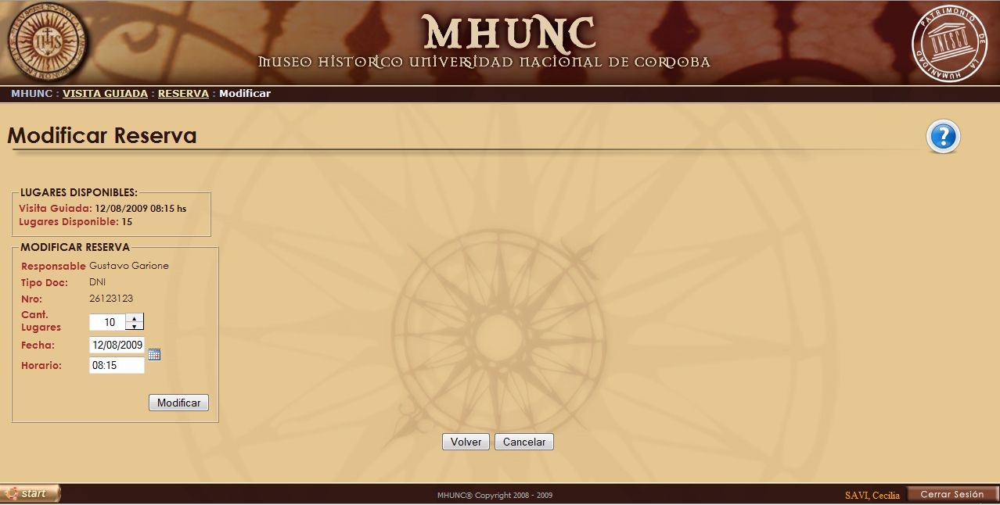 MHUNC
MUSEO HISTORICO UNIVERSIDAD NACIONAL DE CORDOBA
IHS
PATRIMONIO DE LA HUMANIDAD
UNESCO
MHUNC : VISITA GUIADA : RESERVA : Modificar
Modificar Reserva
?
LUGARES DISPONIBLES:
Visita Guiada: 12/08/2009 08:15 hs
Lugares Disponible: 15
MODIFICAR RESERVA
Responsable Gustavo Garione
Tipo Doc: DNI
Nro: 26123123
Cant.
Lugares 10
Fecha: 12/08/2009
Horario: 08:15
Modificar
Volver Cancelar
start
MHUNC® Copyright 2008 - 2009
SAVI, Cecilia
Cerrar Sesión